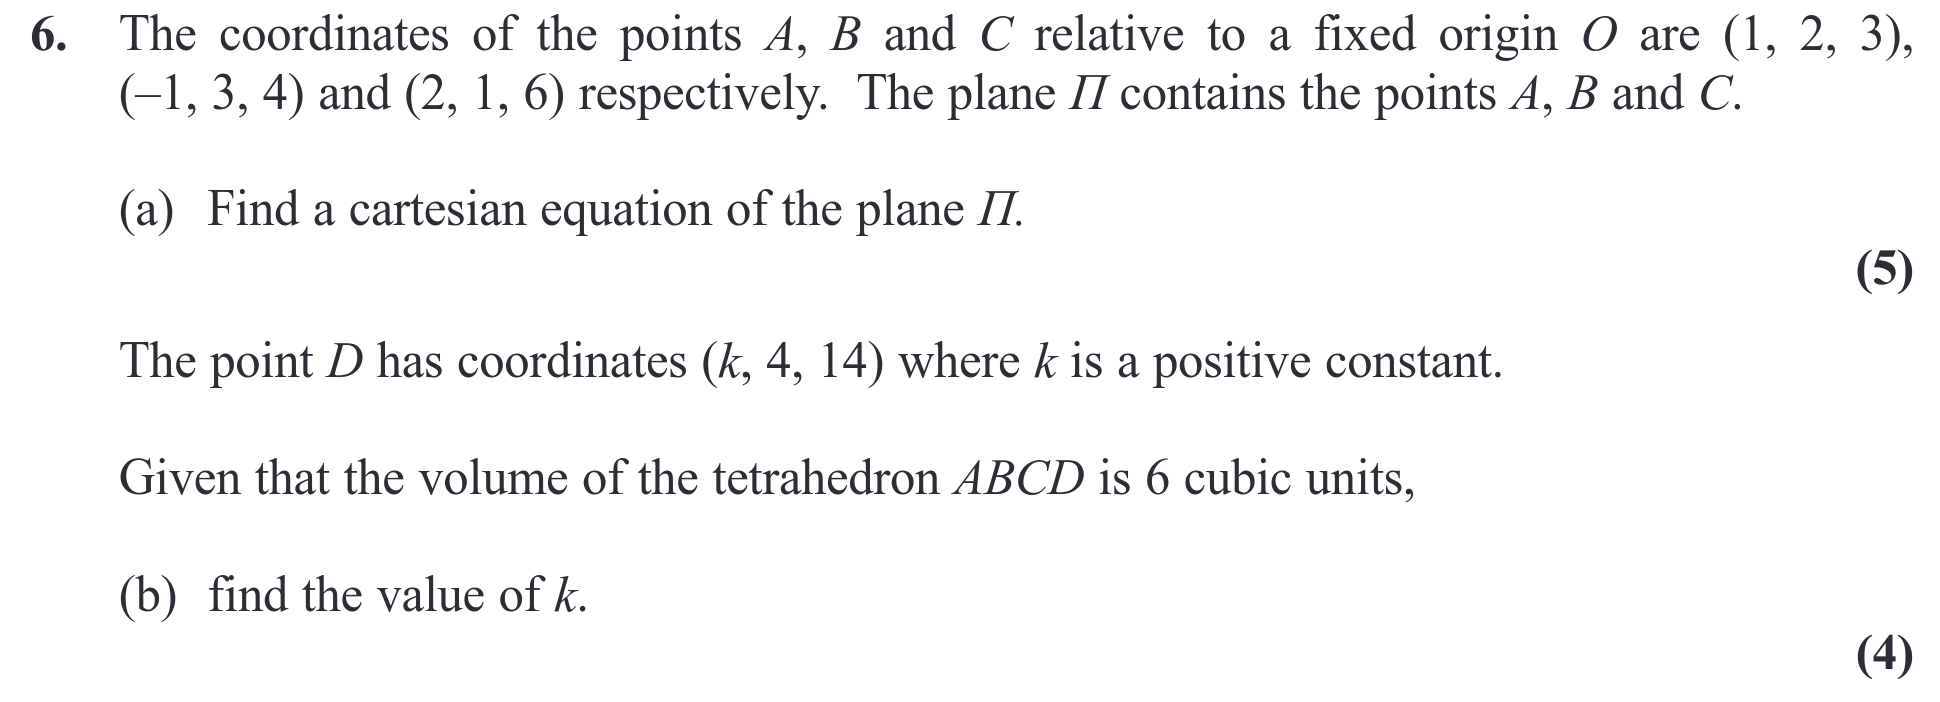 6. The coordinates of the points A, B and C relative to a fixed origin O are (1, 2, 3),
(–1, 3, 4) and (2, 1, 6) respectively. The plane Π contains the points A, B and C.
(a) Find a cartesian equation of the plane Π.
(5)
The point D has coordinates (k, 4, 14) where k is a positive constant.
Given that the volume of the tetrahedron ABCD is 6 cubic units,
(b) find the value of k.
(4)